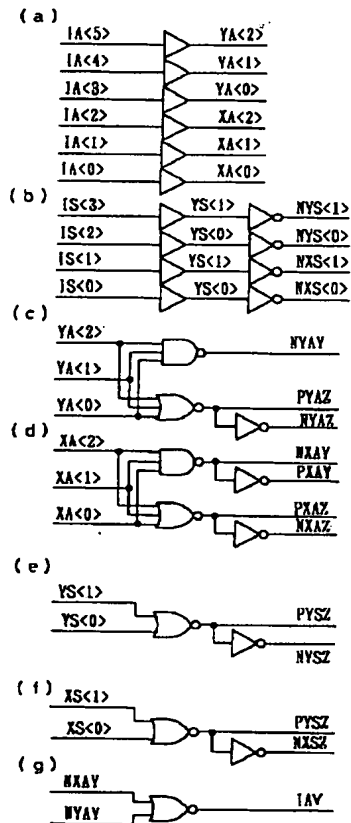 (a)
IA<5> YA<2>
IA<4> YA<1>
IA<3> YA<0>
IA<2> XA<2>
IA<1> XA<1>
IA<0> XA<0>
(b)
IS<3> YS<1> NYS<1>
IS<2> YS<0> NYS<0>
IS<1> YS<1> NXS<1>
IS<0> YS<0> NXS<0>
(c)
YA<2>
NYAY
YA<1>
YA<0> PYAZ
NYAZ
(d)
XA<2> NXAY
PXAY
XA<1>
XA<0> PXAZ
NXAZ
(e)
YS<1>
YS<0> PYSZ
NYSZ
(f)
XS<1>
XS<0> PYSZ
NXSZ
(g)
NXAY
IAV
NYAY